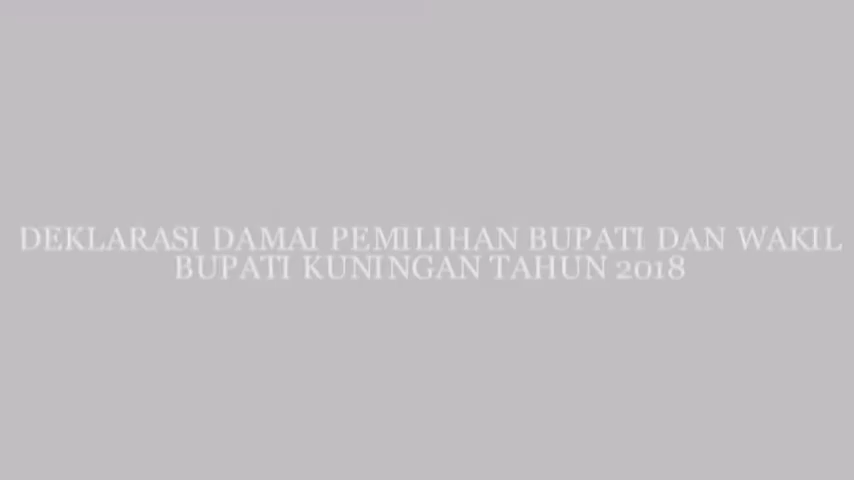 DEKLARASI DAMAI PEMILIHAN BUPATI DAN WAKIL
BUPATI KUNINGAN TAHUN 2018